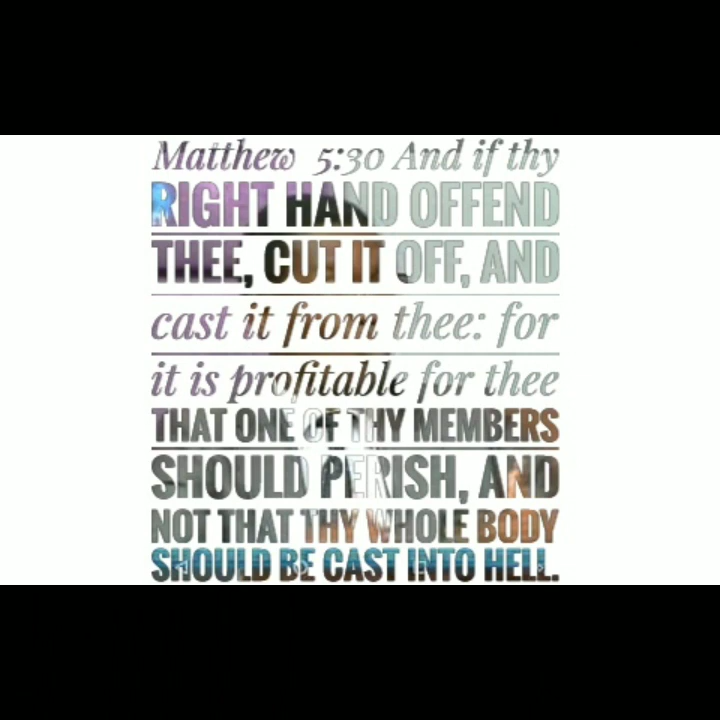 Matthew 5:30 And if thy
RIGHT HAND OFFEND
THEE, CUT IT OFF, AND
cast it from thee: for
it is profitable for thee
THAT ONE OF THY MEMBERS
SHOULD PERISH, AND
NOT THAT THY WHOLE BODY
SHOULD BE CAST INTO HELL.